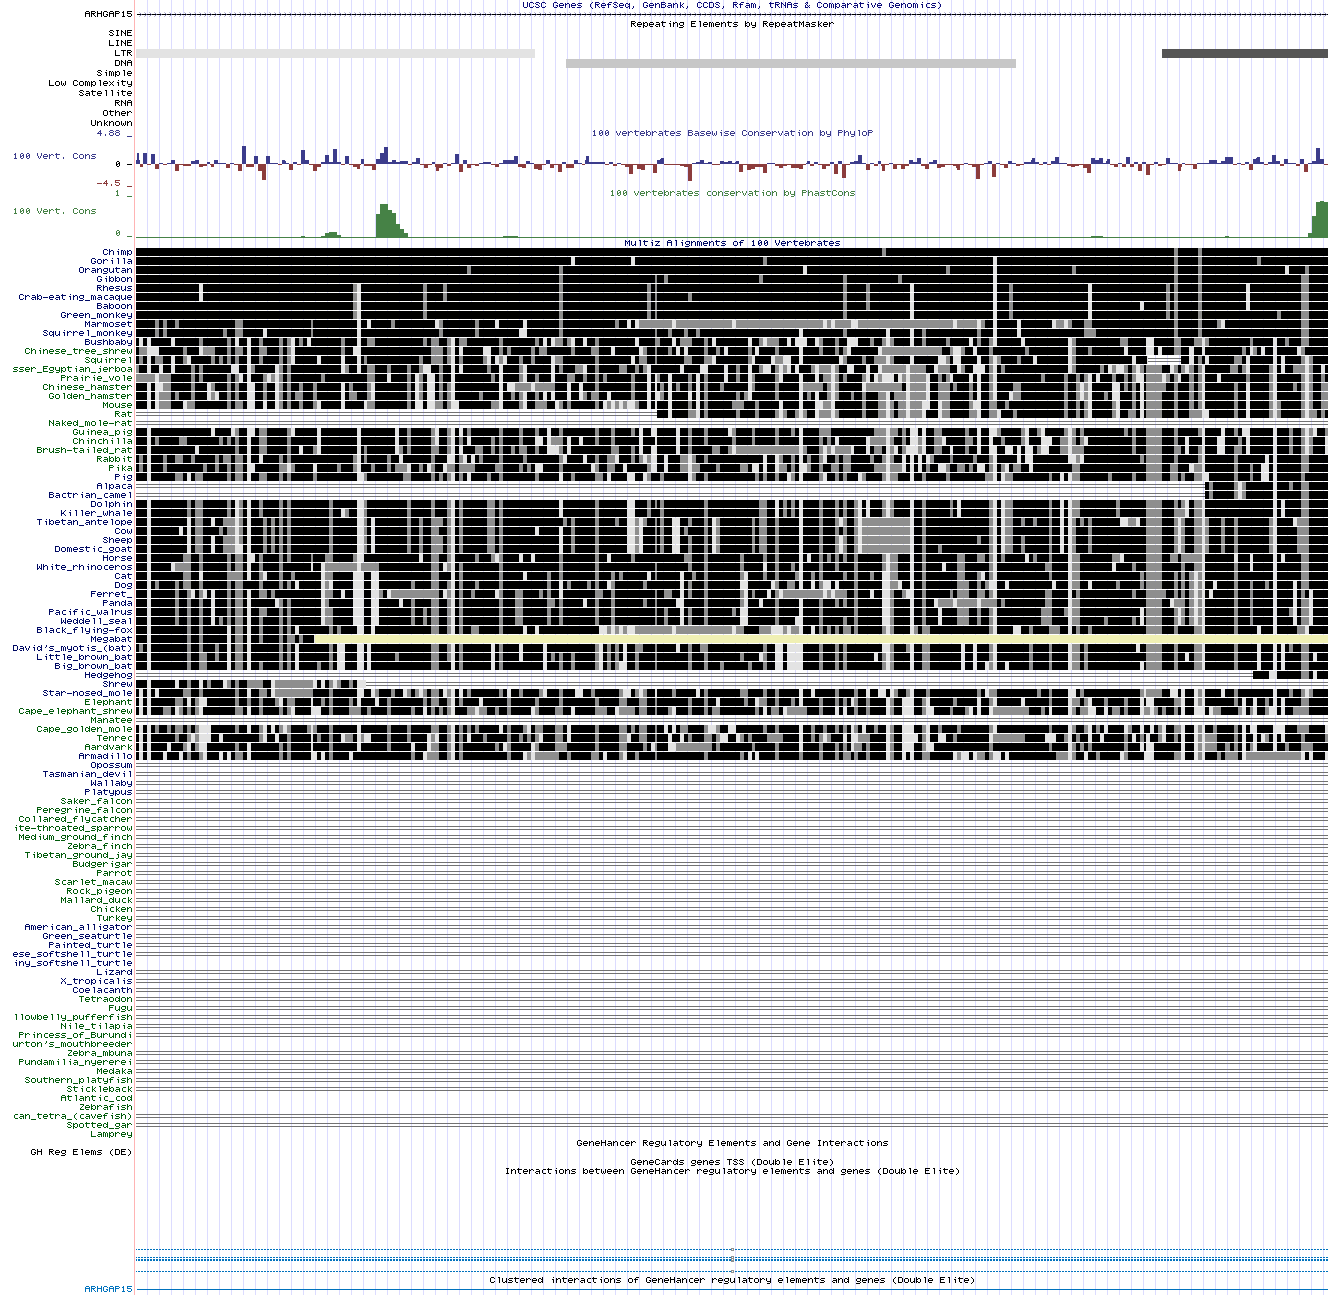 UCSC Genes (RefSeq, GenBank, CCDS, Rfam, tRNAs & Comparative Genomics)
ARHGAP15
Repeating Elements by RepeatMasker
SINE
LINE
LTR
DNA
Simple
Low Complexity
Satellite
RNA
Other
Unknown
4.88 _
100 vertebrates Basewise Conservation by PhyloP
100 Vert. Cons
0 _
-4.5 _
100 vertebrates conservation by PhastCons
1 _
100 Vert. Cons
0 _
Multiz Alignments of 100 Vertebrates
Chimp
Gorilla
Orangutan
Gibbon
Rhesus
Crab-eating_macaque
Baboon
Green_monkey
Marmoset
Squirrel_monkey
Bushbaby
Chinese_tree_shrew
Squirrel
sser_Egyptian_jerboa
Prairie_vole
Chinese_hamster
Golden_hamster
Mouse
Rat
Naked_mole-rat
Guinea_pig
Chinchilla
Brush-tailed_rat
Rabbit
Pika
Pig
Alpaca
Bactrian_camel
Dolphin
Killer_whale
Tibetan_antelope
Cow
Sheep
Domestic_goat
Horse
White_rhinoceros
Cat
Dog
Ferret_
Panda
Pacific_walrus
Weddell_seal
Black_flying-fox
Megabat
David's_myotis_(bat)
Little_brown_bat
Big_brown_bat
Hedgehog
Shrew
Star-nosed_mole
Elephant
Cape_elephant_shrew
Manatee
Cape_golden_mole
Tenrec
Aardvark
Armadillo
Opossum
Tasmanian_devil
Wallaby
Platypus
Saker_falcon
Peregrine_falcon
Collared_flycatcher
ite-throated_sparrow
Medium_ground_finch
Zebra_finch
Tibetan_ground_jay
Budgerigar
Parrot
Scarlet_macaw
Rock_pigeon
Mallard_duck
Chicken
Turkey
American_alligator
Green_seaturtle
Painted_turtle
ese_softshell_turtle
iny_softshell_turtle
Lizard
X_tropicalis
Coelacanth
Tetraodon
Fugu
llowbelly_pufferfish
Nile_tilapia
Princess_of_Burundi
urton's_mouthbreeder
Zebra_mbuna
Pundamilia_nyererei
Medaka
Southern_platyfish
Stickleback
Atlantic_cod
Zebrafish
can_tetra_(cavefish)
Spotted_gar
Lamprey
GeneHancer Regulatory Elements and Gene Interactions
GH Reg Elems (DE)
GeneCards genes TSS (Double Elite)
Interactions between GeneHancer regulatory elements and genes (Double Elite)
Clustered interactions of GeneHancer regulatory elements and genes (Double Elite)
ARHGAP15